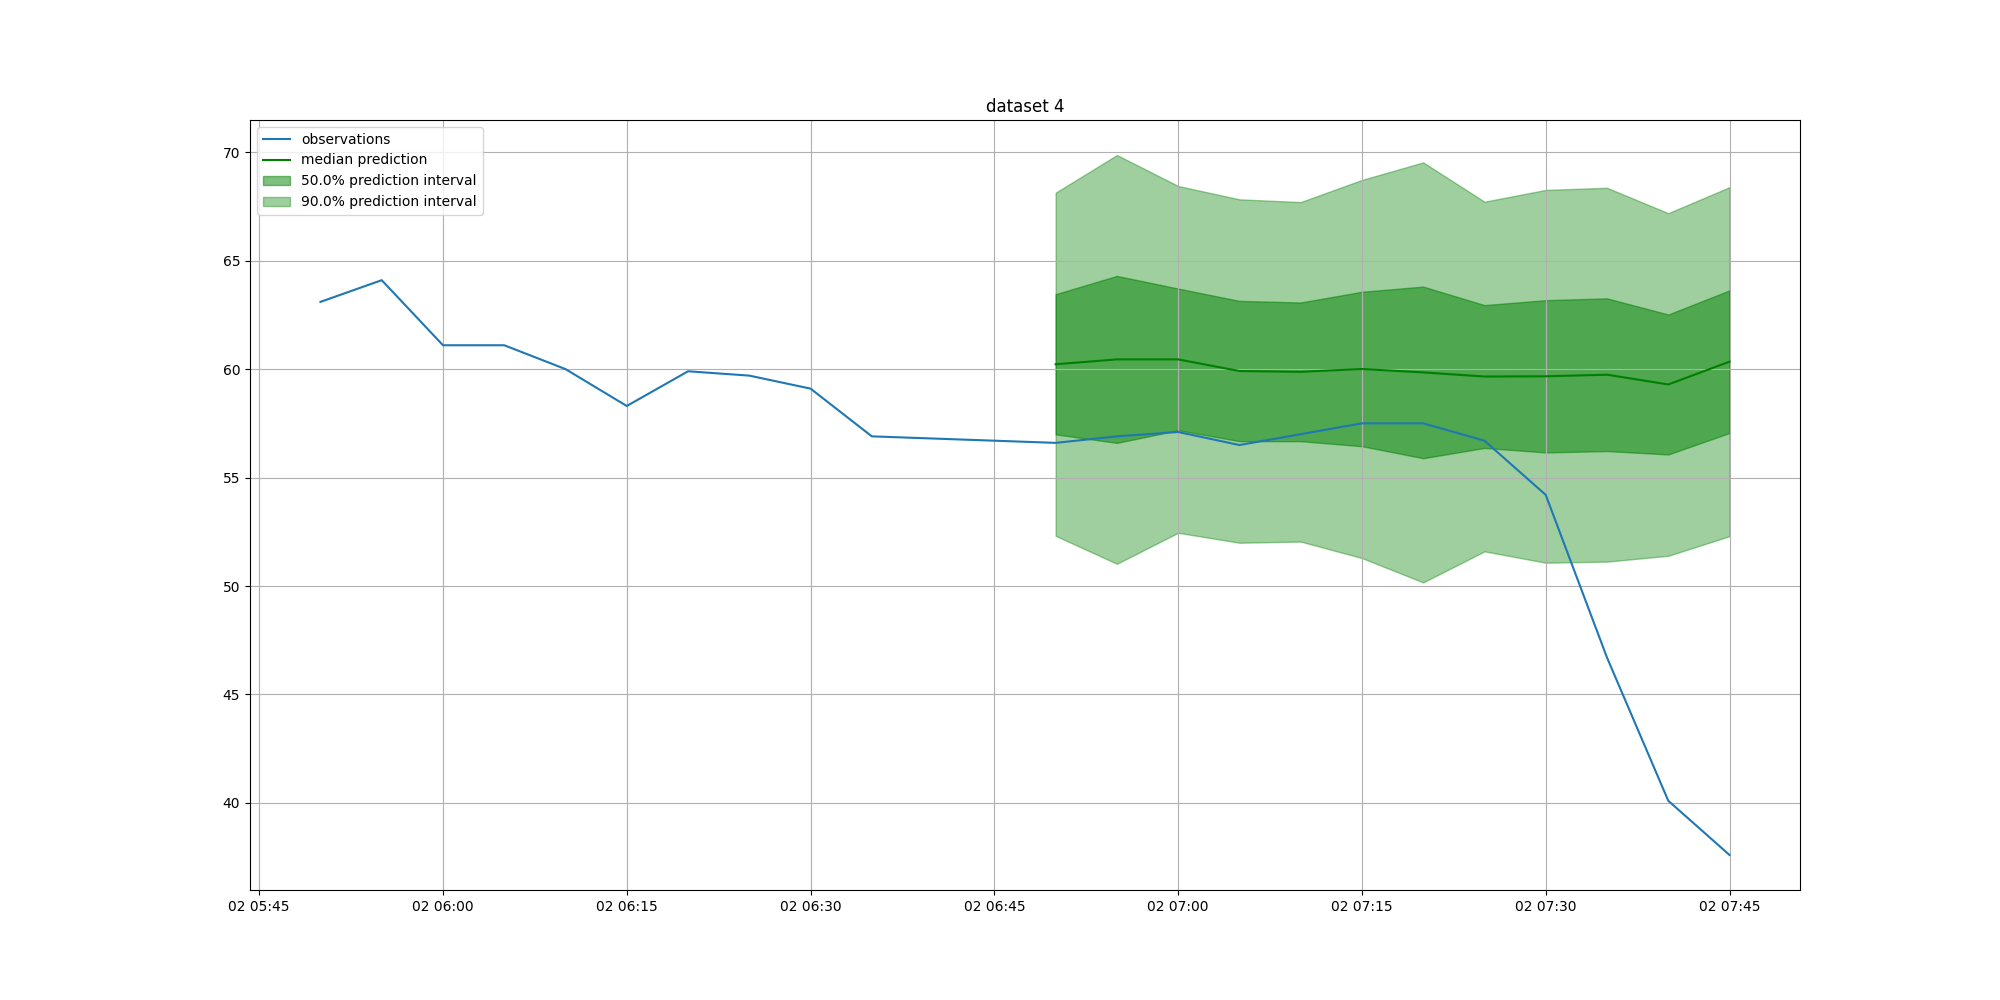 dataset 4
observations
median prediction
50.0% prediction interval
90.0% prediction interval
70
65
60
55
50
45
40
02 05:45 02 06:00 02 06:15 02 06:30 02 06:45 02 07:00 02 07:15 02 07:30 02 07:45